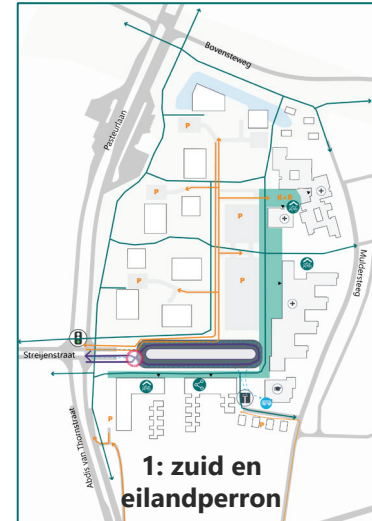 Bovensteweg
Pasteurlaan
P
P
K+R
P
P
Muldersteeg
P
P
Streijenstraat
Abdis van Thornstraat
P
P
1: zuid en
eilandperron